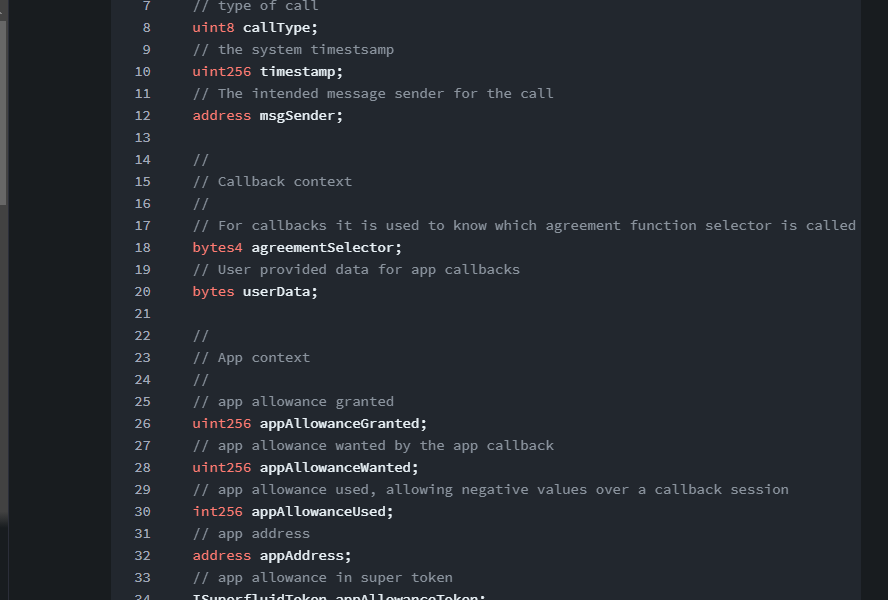 7 // type of call
8 uint8 callType;
9 // the system timestsamp
10 uint256 timestamp;
11 // The intended message sender for the call
12 address msgSender;
13
14 //
15 // Callback context
16 //
17 // For callbacks it is used to know which agreement function selector is called
18 bytes4 agreementSelector;
19 // User provided data for app callbacks
20 bytes userData;
21
22 //
23 // App context
24 //
25 // app allowance granted
26 uint256 appAllowanceGranted;
27 // app allowance wanted by the app callback
28 uint256 appAllowanceWanted;
29 // app allowance used, allowing negative values over a callback session
30 int256 appAllowanceUsed;
31 // app address
32 address appAddress;
33 // app allowance in super token
34 ISuperfluidToken appAllowanceToken;